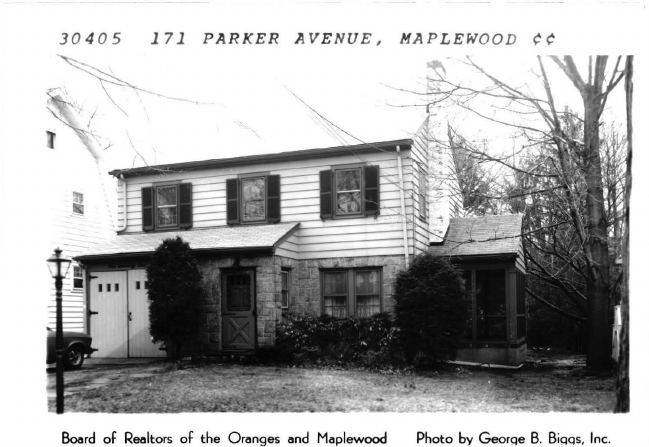 30405 171 PARKER AVENUE, MAPLEWOOD ¢¢
Board of Realtors of the Oranges and Maplewood Photo by George B. Biggs, Inc.